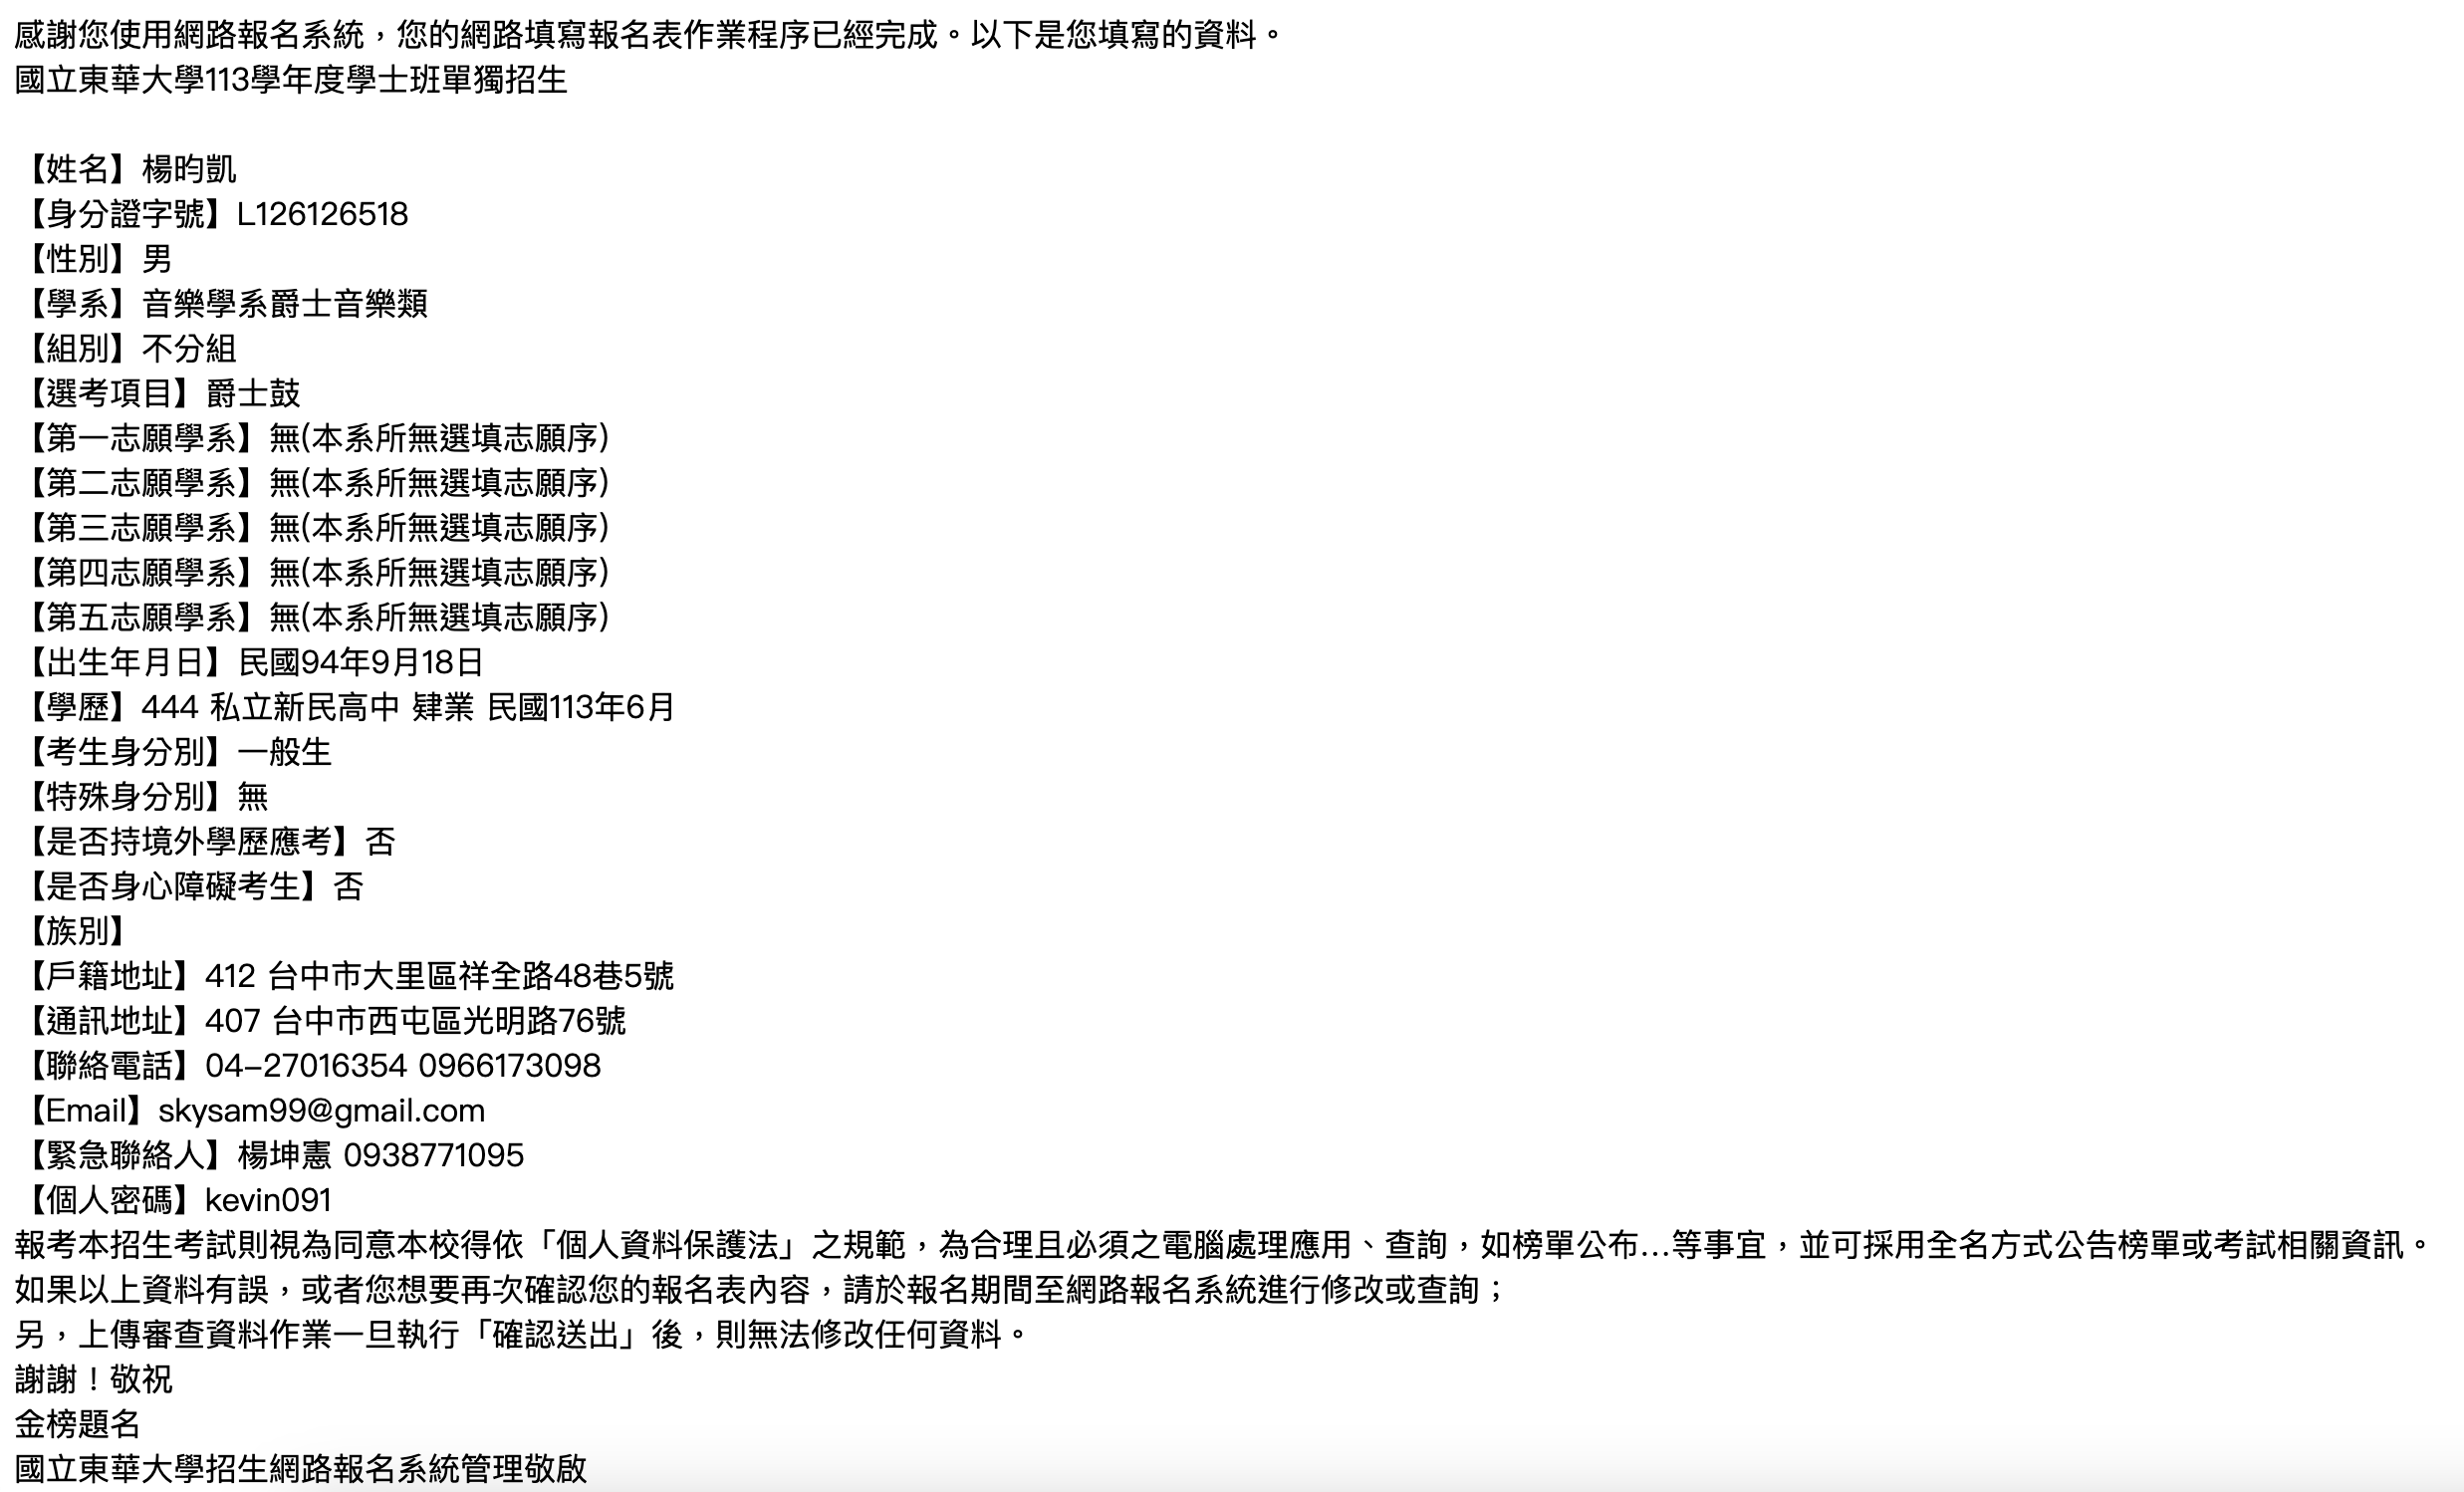 感謝您使用網路報名系統，您的網路填寫報名表作業程序已經完成。以下是您填寫的資料。
國立東華大學113學年度學士班單獨招生
【姓名】楊昀凱
【身分證字號】L126126518
【性別】男
【學系】音樂學系爵士音樂類
【組別】不分組
【選考項目】爵士鼓
【第一志願學系】無(本系所無選填志願序)
【第二志願學系】無(本系所無選填志願序)
【第三志願學系】無(本系所無選填志願序)
【第四志願學系】無(本系所無選填志願序)
【第五志願學系】無(本系所無選填志願序)
【出生年月日】民國94年9月18日
【學歷】444 私立新民高中 肄業 民國113年6月
【考生身分別】一般生
【特殊身分別】無
【是否持境外學歷應考】否
【是否身心障礙考生】否
【族別】
【戶籍地址】412 台中市大里區祥全路48巷5號
【通訊地址】407 台中市西屯區光明路76號
【聯絡電話】04-27016354 0966173098
【Email】skysam99@gmail.com
【緊急聯絡人】楊坤憲 0938771095
【個人密碼】kevin091
報考本招生考試則視為同意本校得依「個人資料保護法」之規範，為合理且必須之電腦處理應用、查詢，如榜單公布...等事宜，並可採用全名方式公告榜單或考試相關資訊。
如果以上資料有誤，或者您想要再次確認您的報名表內容，請於報名期間至網路報名系統進行修改或查詢；
另，上傳審查資料作業一旦執行「確認送出」後，則無法修改任何資料。
謝謝！敬祝
金榜題名
國立東華大學招生網路報名系統管理敬啟